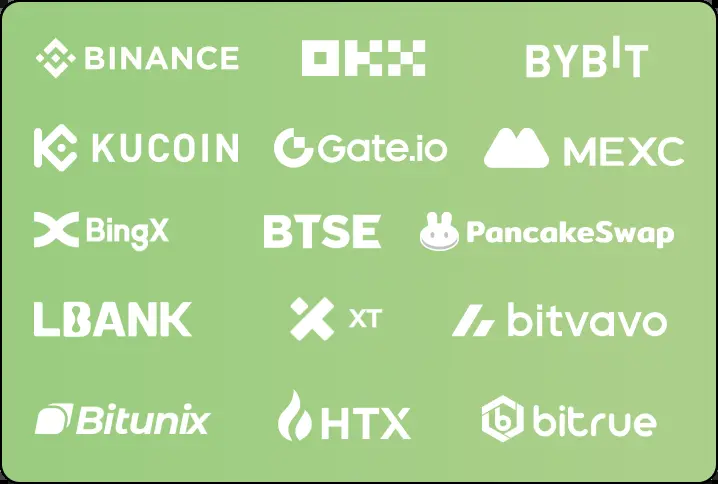 BINANCE OKX BYBIT
KUCOIN Gate.io MEXC
BingX BTSE PancakeSwap
LBANK XT bitvavo
Bitunix HTX bitrue